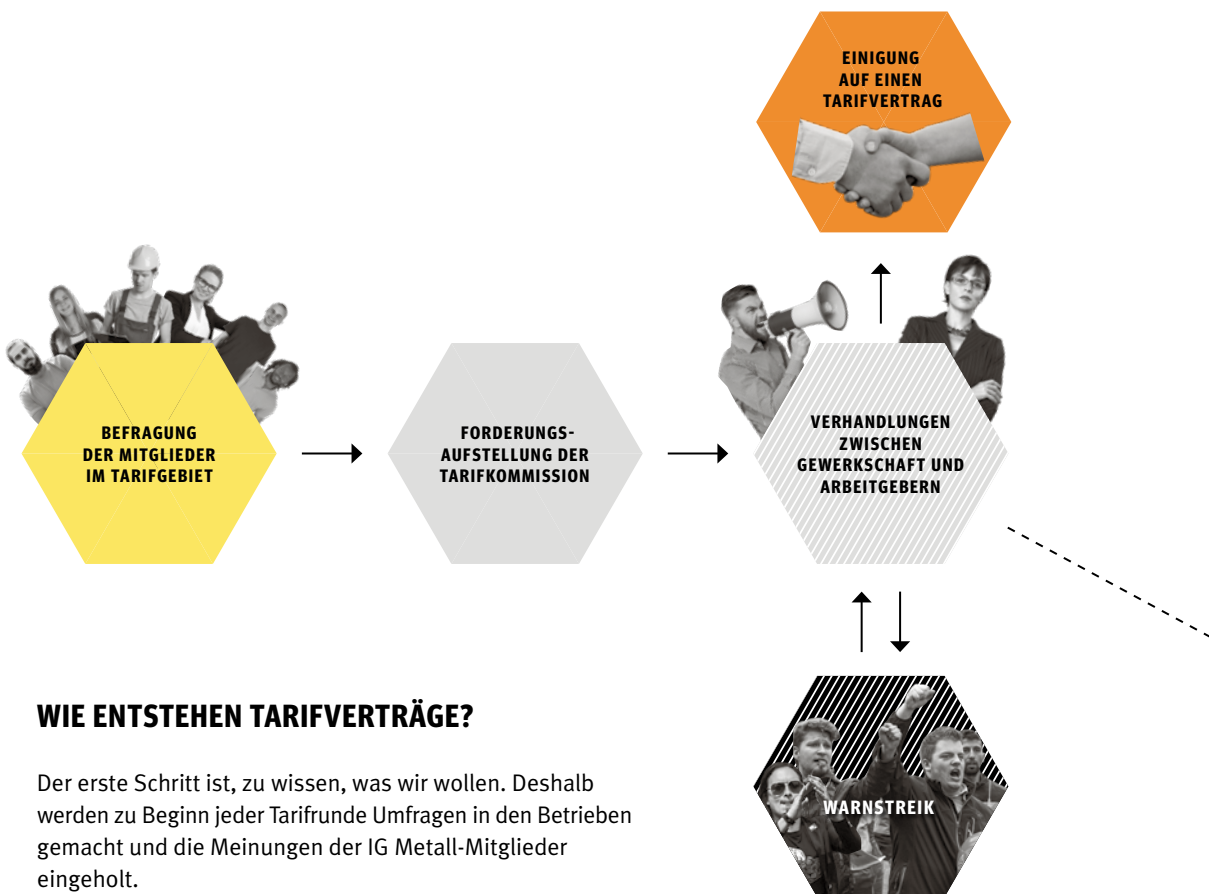 EINIGUNG
AUF EINEN
TARIFVERTRAG
BEFRAGUNG
DER MITGLIEDER
IM TARIFGEBIET
FORDERUNGS-
AUFSTELLUNG DER
TARIFKOMMISSION
VERHANDLUNGEN
ZWISCHEN
GEWERKSCHAFT UND
ARBEITGEBERN
WARNSTREIK
WIE ENTSTEHEN TARIFVERTRÄGE?
Der erste Schritt ist, zu wissen, was wir wollen. Deshalb
werden zu Beginn jeder Tarifrunde Umfragen in den Betrieben
gemacht und die Meinungen der IG Metall-Mitglieder
eingeholt.